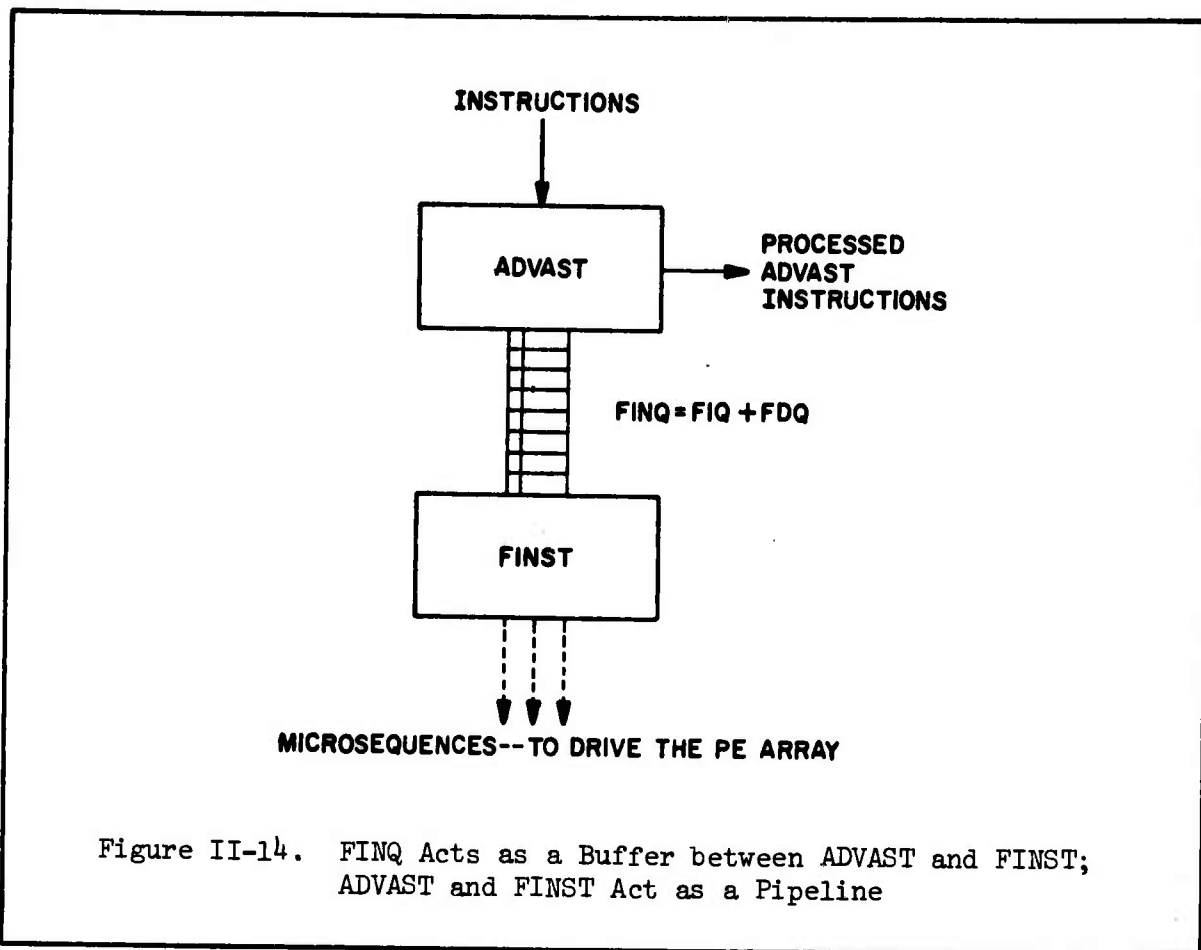 INSTRUCTIONS
ADVAST
PROCESSED
ADVAST
INSTRUCTIONS
FINQ=FIQ+FDQ
FINST
MICROSEQUENCES--TO DRIVE THE PE ARRAY
Figure II-14. FINQ Acts as a Buffer between ADVAST and FINST;
ADVAST and FINST Act as a Pipeline